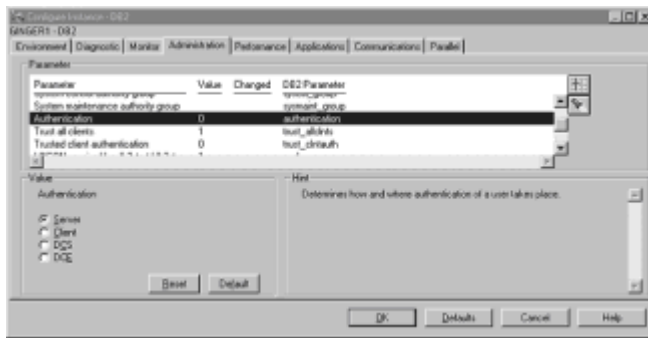 Configure Instance - DB2
GINGER1 - DB2
Environment Diagnostic Monitor Administration Performance Applications Communications Parallel
Parameter
Parameter Value Changed DB2 Parameter
System maintenance authority group sysmaint_group
Authentication 0 authentication
Trust all clients 1 trust_allclnts
Trusted client authentication 0 trust_clntauth
Value
Authentication
Server
Client
DCS
DCE
Reset Default
Hint
Determines how and where authentication of a user takes place.
OK Defaults Cancel Help